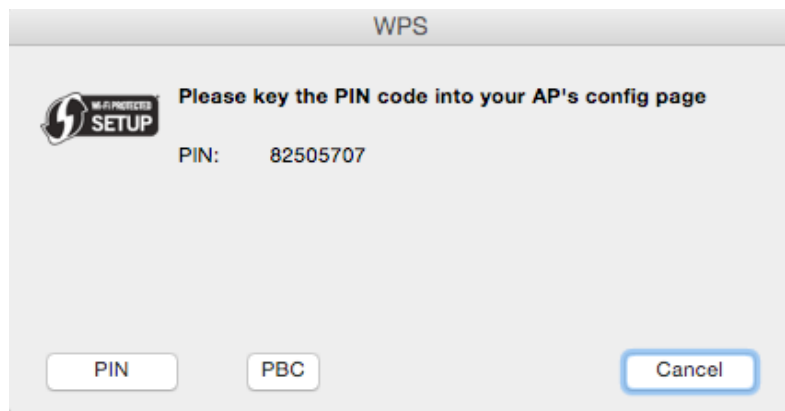 WPS
Please key the PIN code into your AP's config page
WI-FI PROTECTED
SETUP
PIN: 82505707
PIN PBC Cancel